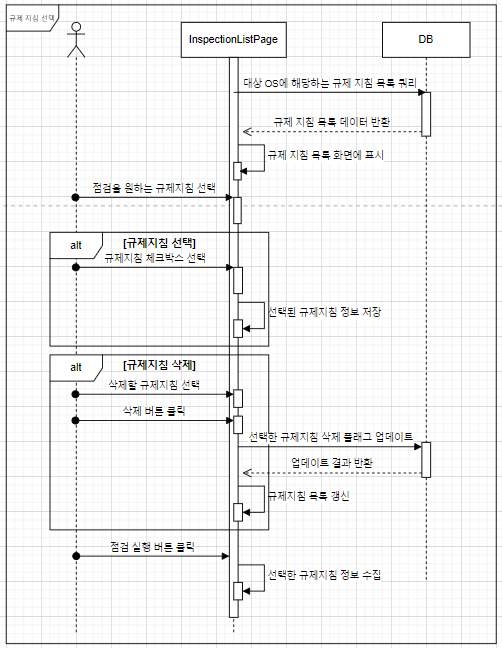 규제 지침 선택
InspectionListPage
DB
대상 OS에 해당하는 규제 지침 목록 쿼리
규제 지침 목록 데이터 반환
규제 지침 목록 화면에 표시
점검을 원하는 규제지침 선택
alt
[규제지침 선택]
규제지침 체크박스 선택
선택된 규제지침 정보 저장
alt
[규제지침 삭제]
삭제할 규제지침 선택
삭제 버튼 클릭
선택한 규제지침 삭제 플래그 업데이트
업데이트 결과 반환
규제지침 목록 갱신
점검 실행 버튼 클릭
선택한 규제지침 정보 수집